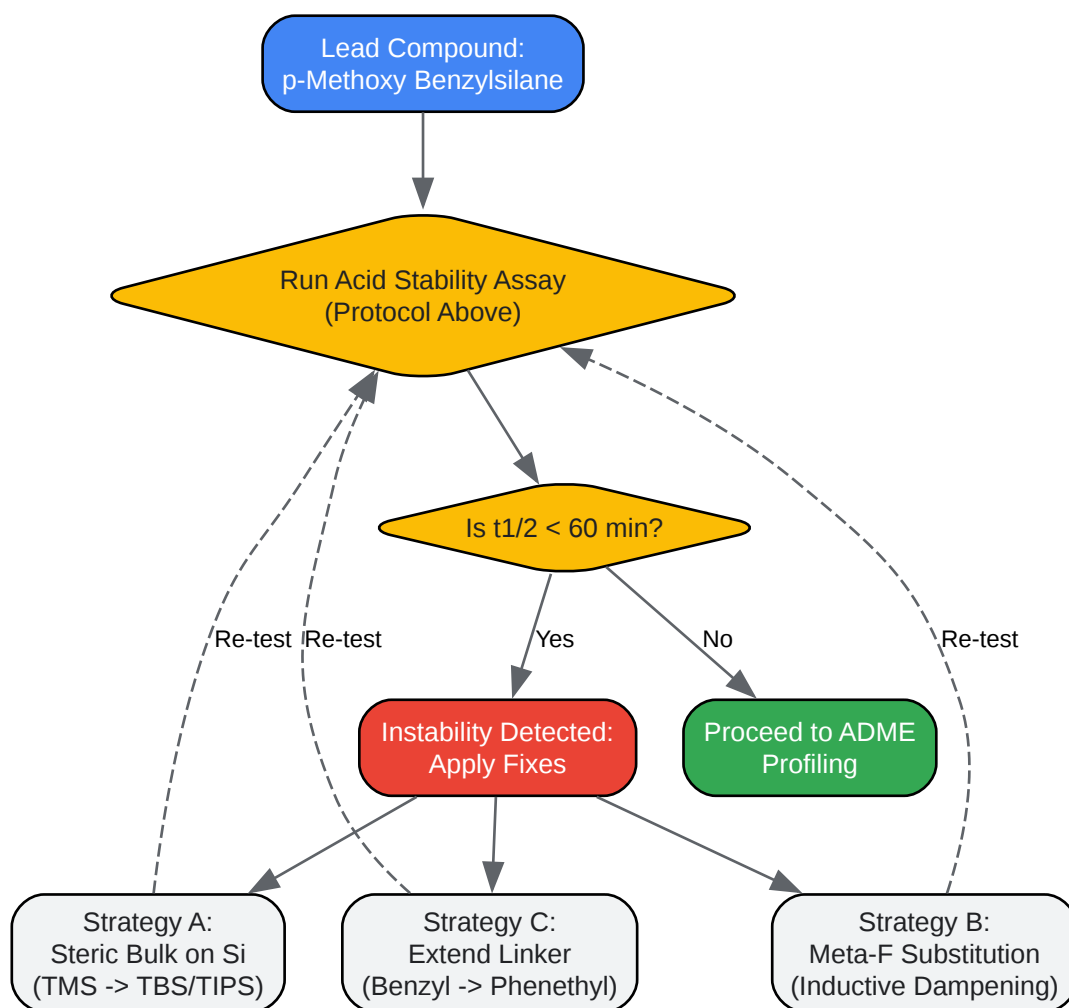 Lead Compound:
p-Methoxy Benzylsilane
Run Acid Stability Assay
(Protocol Above)
Is t1/2 < 60 min?
Re-test
Re-test
Yes
No
Re-test
Instability Detected:
Apply Fixes
Proceed to ADME
Profiling
Strategy A:
Steric Bulk on Si
(TMS -> TBS/TIPS)
Strategy C:
Extend Linker
(Benzyl -> Phenethyl)
Strategy B:
Meta-F Substitution
(Inductive Dampening)